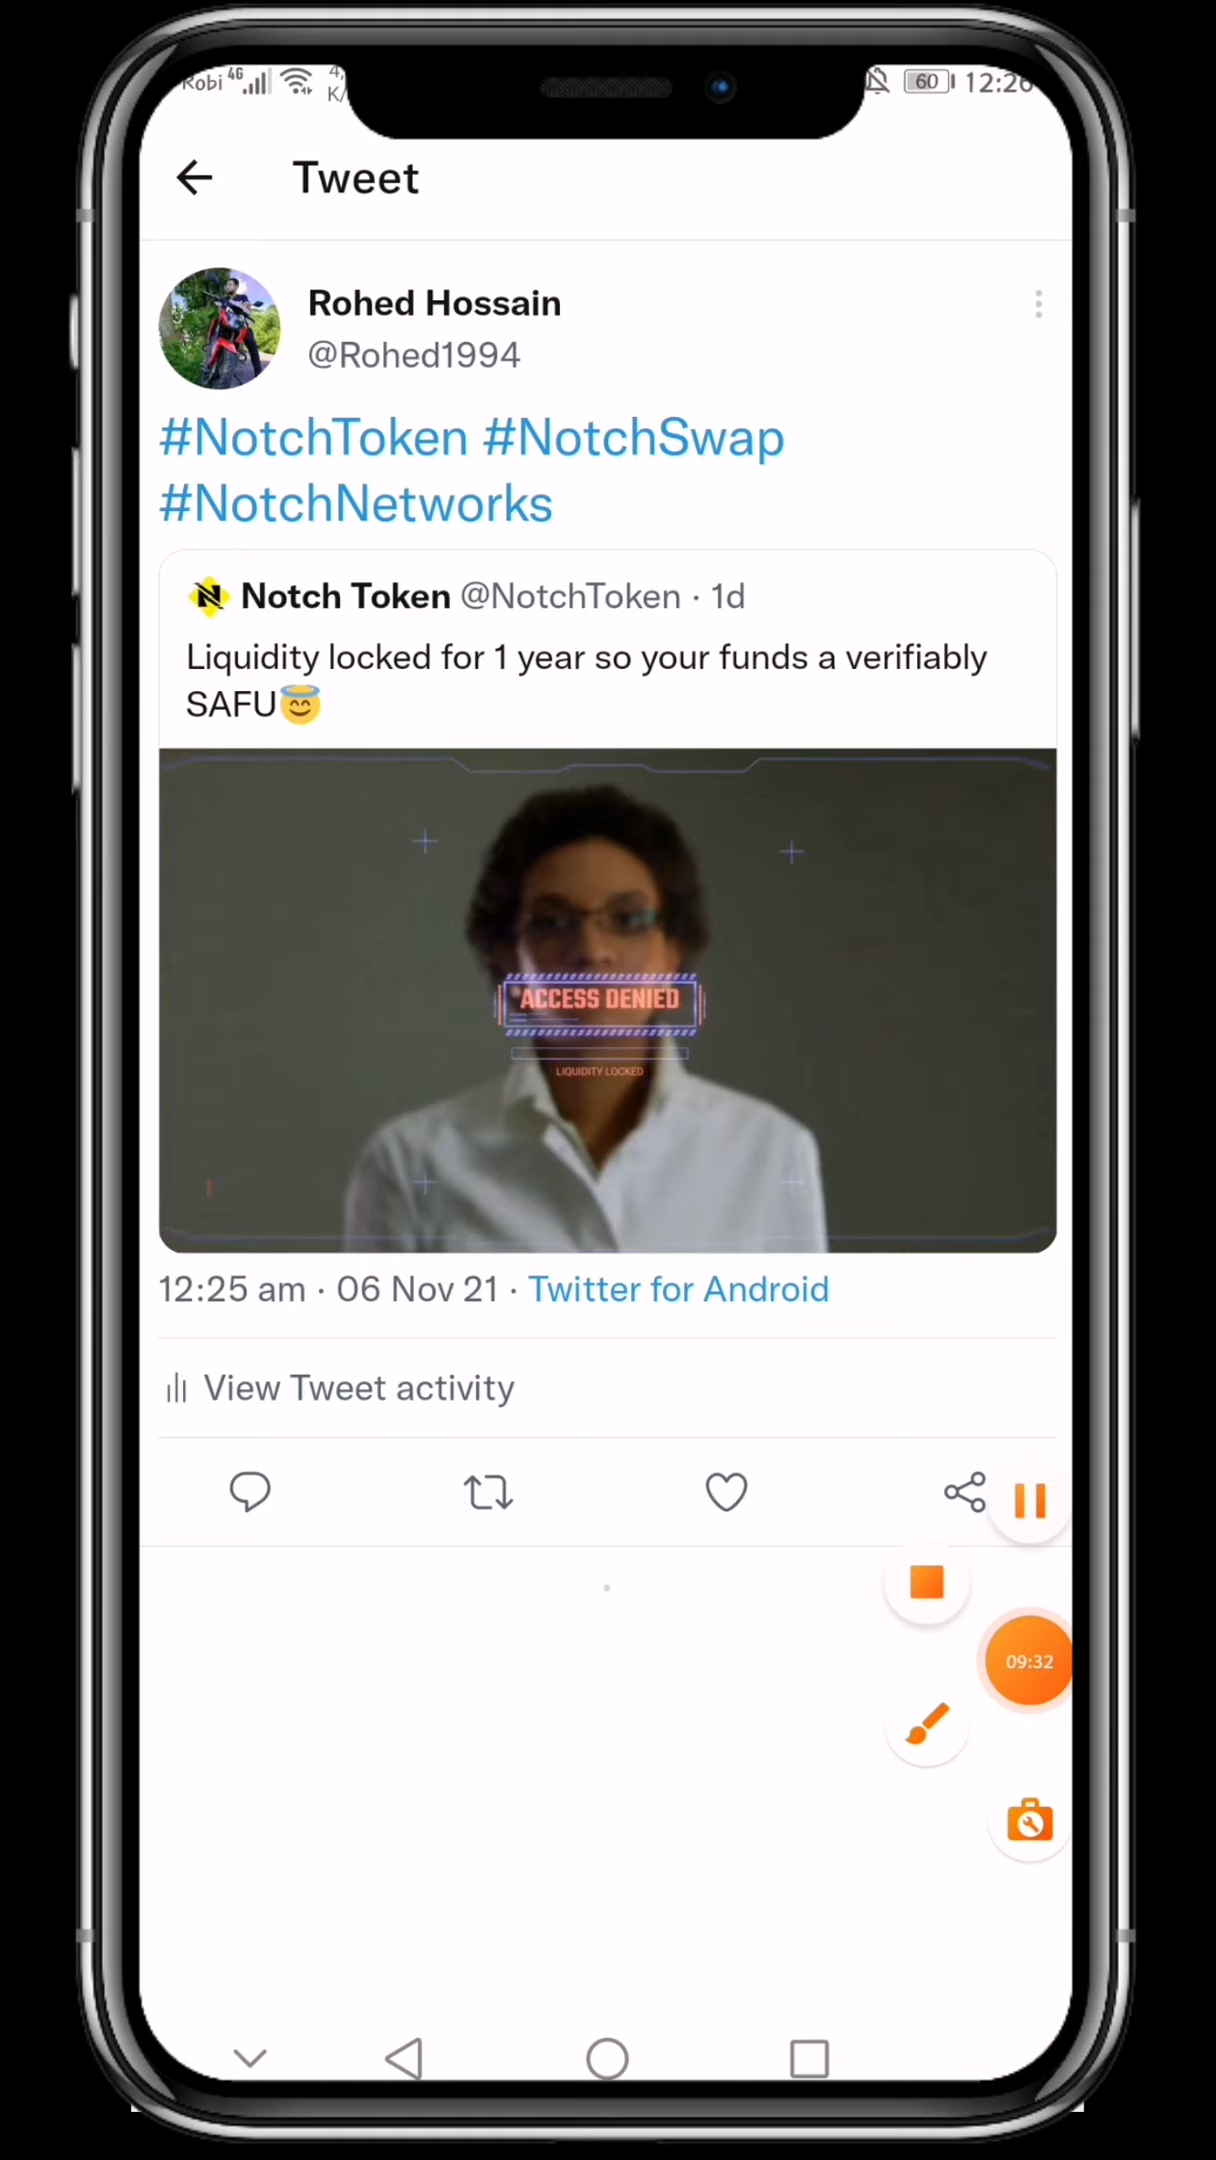 Robi 4G 60 12:26
Tweet
Rohed Hossain
@Rohed1994
#NotchToken #NotchSwap
#NotchNetworks
Notch Token @NotchToken · 1d
Liquidity locked for 1 year so your funds a verifiably
SAFU😇
ACCESS DENIED
LIQUIDITY LOCKED
12:25 am · 06 Nov 21 · Twitter for Android
View Tweet activity
09:32